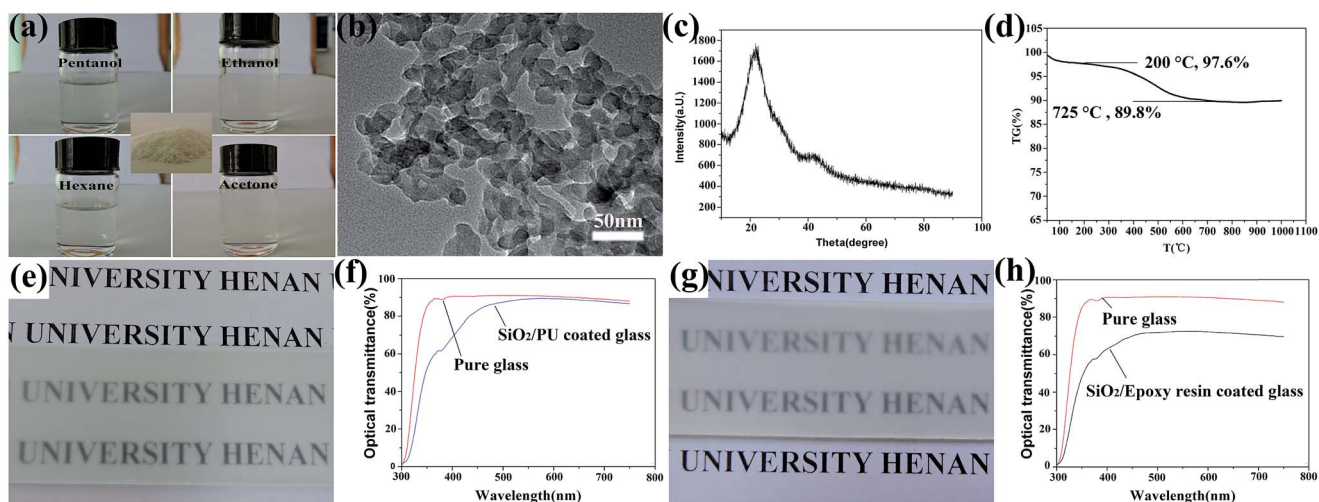 (a)
Pentanol
Ethanol
Hexane
Acetone
(b)
50nm
(c)
1800
1600
1400
1200
1000
800
600
400
200
Intensity(a.U.)
20
40
60
80
100
Theta(degree)
(d)
105
100
95
90
85
80
75
70
65
TG(%)
200 °C, 97.6%
725 °C , 89.8%
100 200 300 400 500 600 700 800 900 10001100
T(℃)
(e)
NIVERSITY HENAN
UNIVERSITY HENAN
UNIVERSITY HENAN
UNIVERSITY HENAN
(f)
100
80
60
40
20
0
Optical transmittance(%)
SiO₂/PU coated glass
Pure glass
300 400 500 600 700 800
Wavelength(nm)
(g)
NIVERSITY HENAN
UNIVERSITY HENAN
UNIVERSITY HENAN
UNIVERSITY HENAN
UNIVERSITY HENAN
(h)
100
80
60
40
20
0
Optical transmittance(%)
Pure glass
SiO₂/Epoxy resin coated glass
300 400 500 600 700 800
Wavelength(nm)